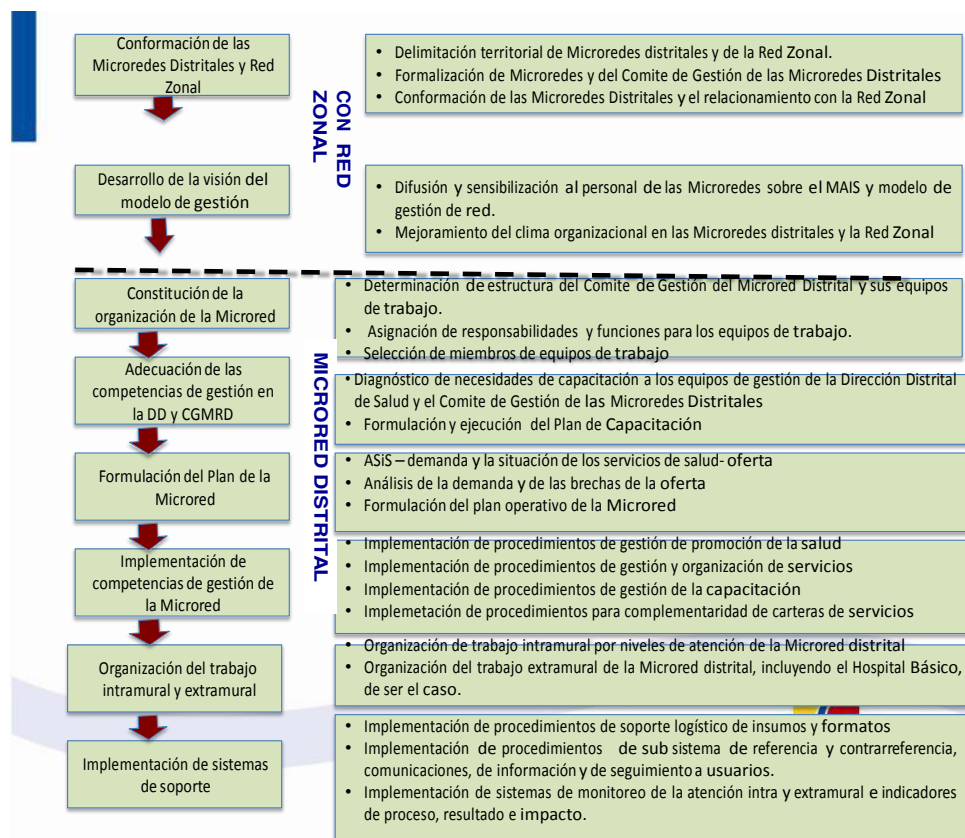 Conformación de las
Microredes Distritales y Red
Zonal
• Delimitación territorial de Microredes distritales y de la Red Zonal.
• Formalización de Microredes y del Comite de Gestión de las Microredes Distritales
• Conformación de las Microredes Distritales y el relacionamiento con la Red Zonal
CON RED
ZONAL
Desarrollo de la visión del
modelo de gestión
• Difusión y sensibilización al personal de las Microredes sobre el MAIS y modelo de
gestión de red.
• Mejoramiento del clima organizacional en las Microredes distritales y la Red Zonal
Constitución de la
organización de la Microred
• Determinación de estructura del Comite de Gestión del Microred Distrital y sus equipos
de trabajo.
• Asignación de responsabilidades y funciones para los equipos de trabajo.
• Selección de miembros de equipos de trabajo
MICRORED DISTRITAL
Adecuación de las
competencias de gestión en
la DD y CGMRD
• Diagnóstico de necesidades de capacitación a los equipos de gestión de la Dirección Distrital
de Salud y el Comite de Gestión de las Microredes Distritales
• Formulación y ejecución del Plan de Capacitación
Formulación del Plan de la
Microred
• ASiS – demanda y la situación de los servicios de salud- oferta
• Análisis de la demanda y de las brechas de la oferta
• Formulación del plan operativo de la Microred
Implementación de
competencias de gestión de
la Microred
• Implementación de procedimientos de gestión de promoción de la salud
• Implementación de procedimientos de gestión y organización de servicios
• Implementación de procedimientos de gestión de la capacitación
• Implemetación de procedimientos para complementaridad de carteras de servicios
Organización del trabajo
intramural y extramural
• Organización de trabajo intramural por niveles de atención de la Microred distrital
• Organización del trabajo extramural de la Microred distrital, incluyendo el Hospital Básico,
de ser el caso.
Implementación de sistemas
de soporte
• Implementación de procedimientos de soporte logístico de insumos y formatos
• Implementación de procedimientos de sub sistema de referencia y contrarreferencia,
comunicaciones, de información y de seguimiento a usuarios.
• Implementación de sistemas de monitoreo de la atención intra y extramural e indicadores
de proceso, resultado e impacto.